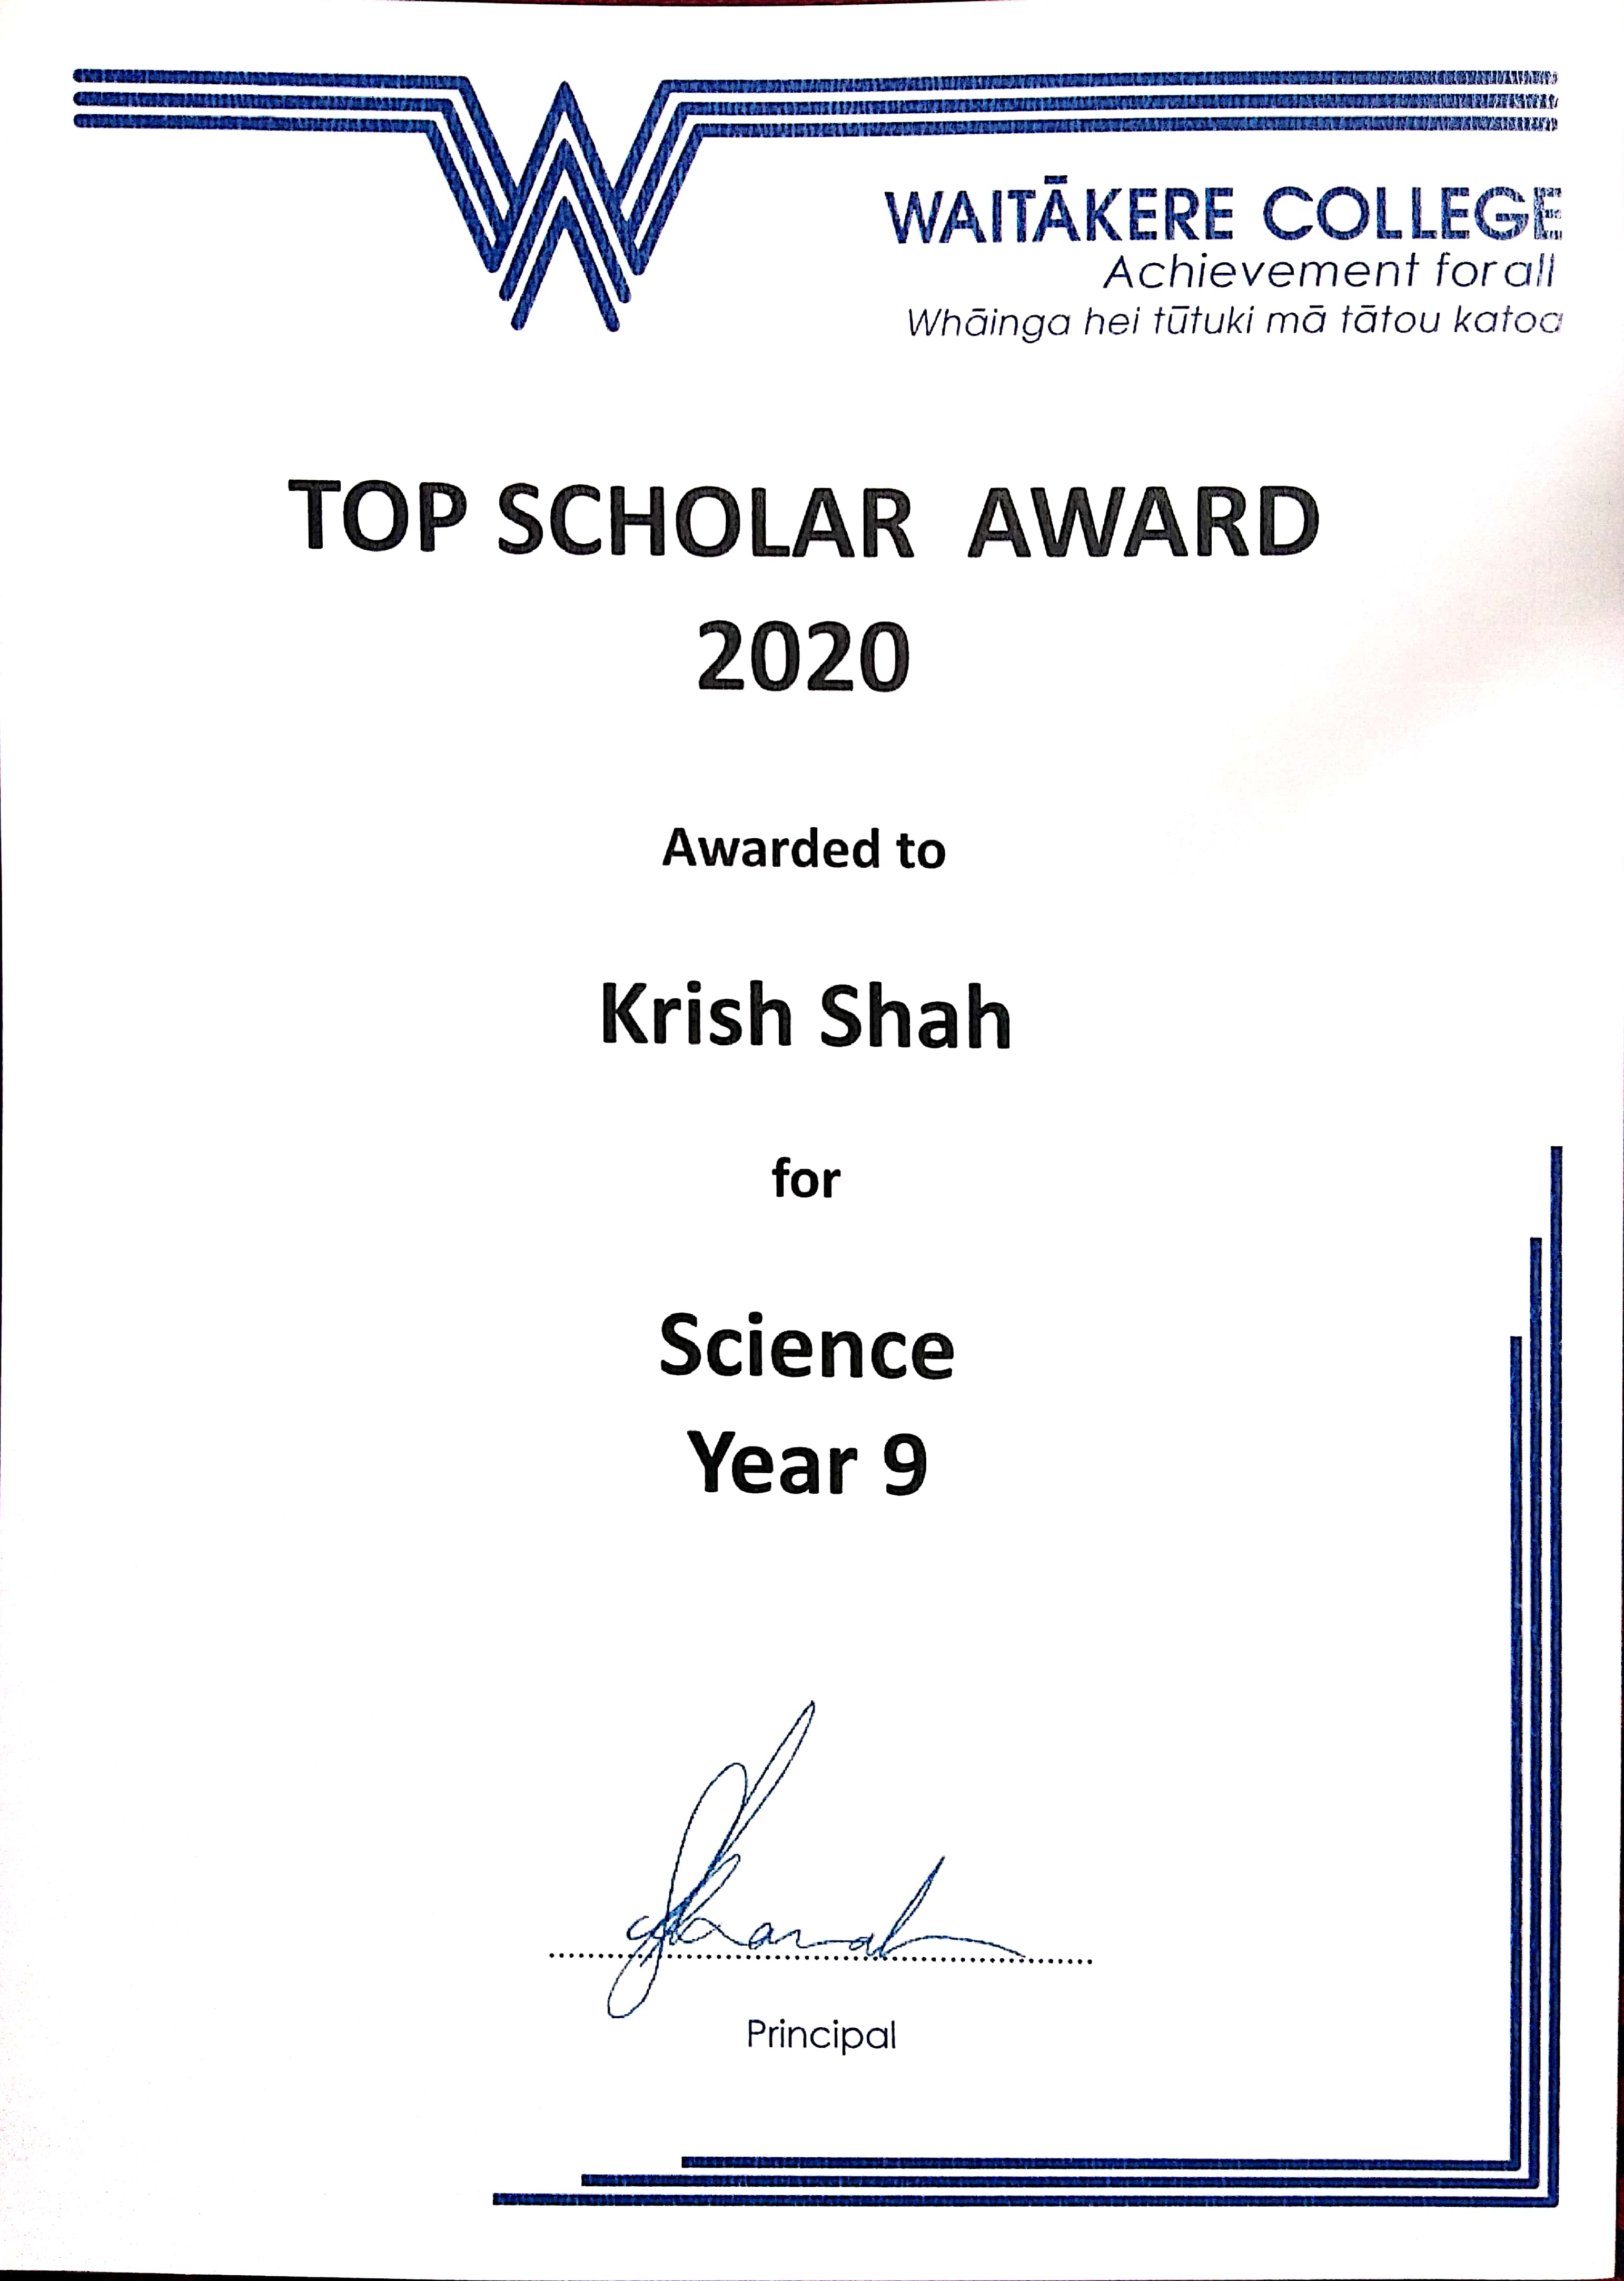 WAITĀKERE COLLEGE
Achievement for all
Whāinga hei tūtuki mā tātou katoa
TOP SCHOLAR AWARD
2020
Awarded to
Krish Shah
for
Science
Year 9
Principal